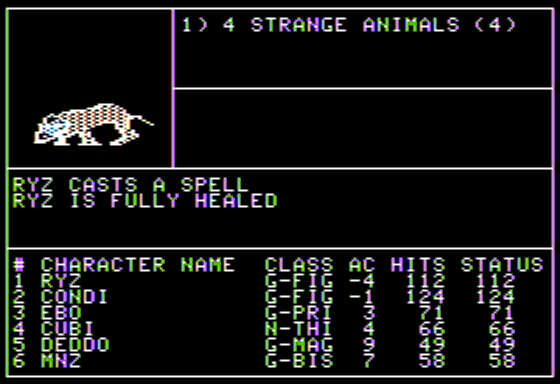 1) 4 STRANGE ANIMALS (4)
RYZ CASTS A SPELL
RYZ IS FULLY HEALED
# CHARACTER NAME CLASS AC HITS STATUS
1 RYZ G-FIG -4 112 112
2 CONDI G-FIG -1 124 124
3 EBO G-PRI 3 71 71
4 CUBI N-THI 4 66 66
5 DEDDO G-MAG 9 49 49
6 MNZ G-BIS 7 58 58